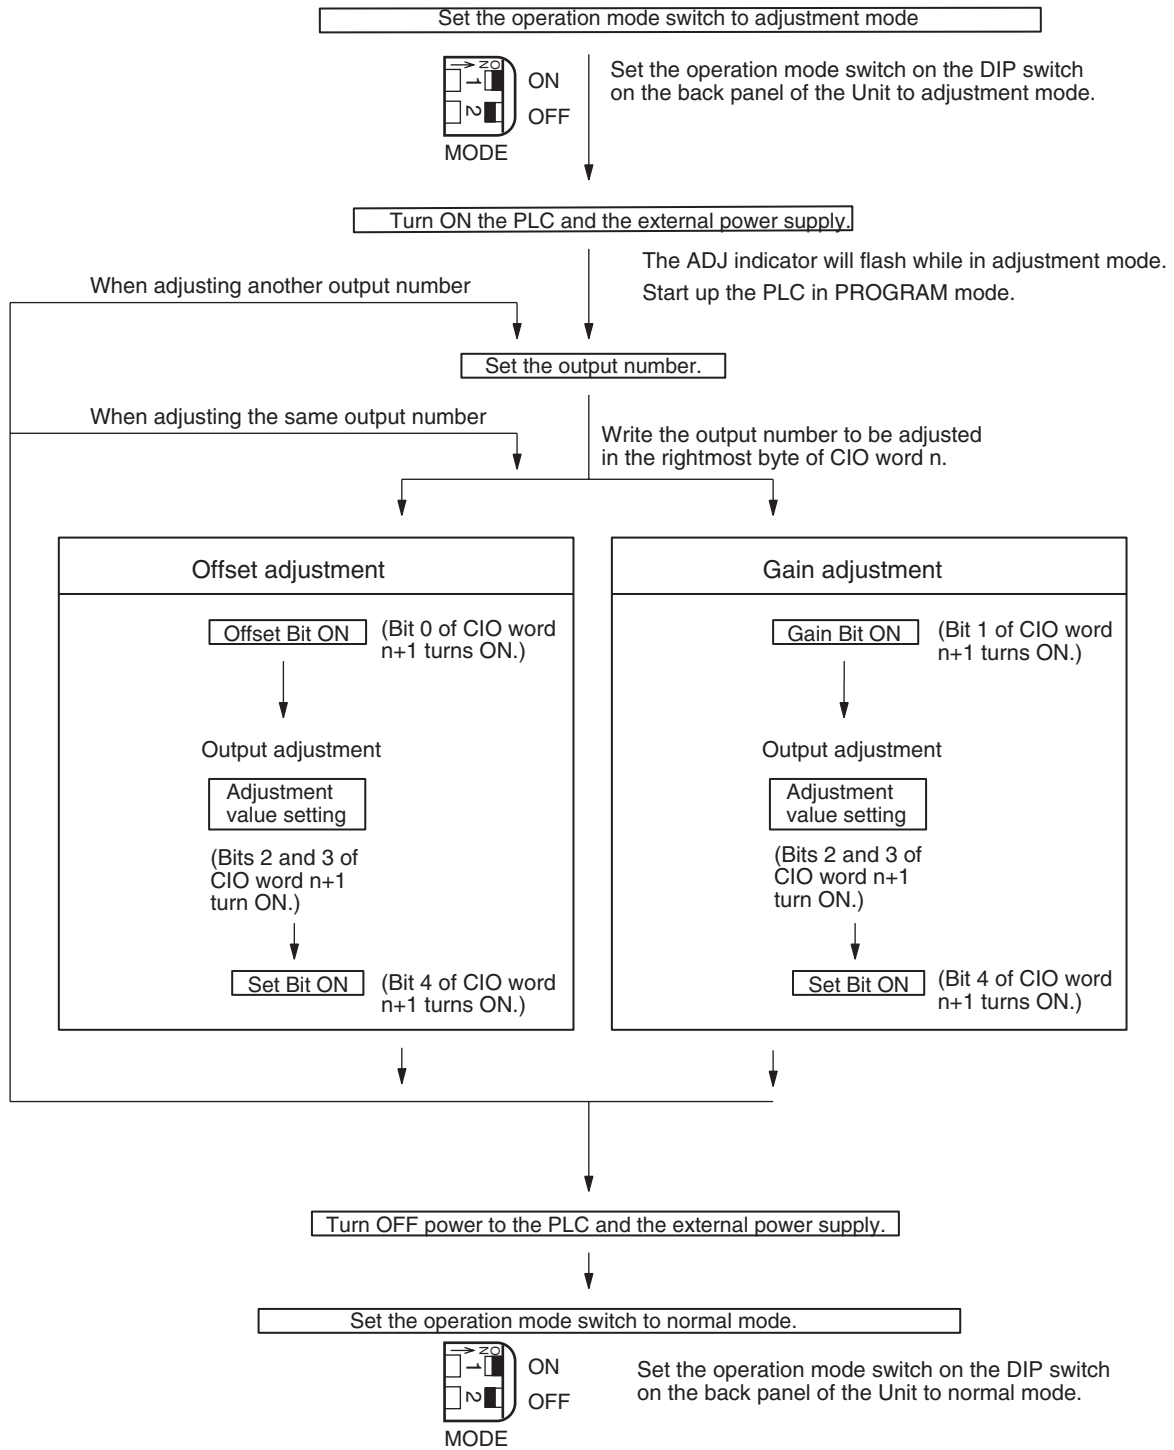 Set the operation mode switch to adjustment mode
ON
1
2
ON
OFF
MODE
Set the operation mode switch on the DIP switch
on the back panel of the Unit to adjustment mode.
Turn ON the PLC and the external power supply.
The ADJ indicator will flash while in adjustment mode.
Start up the PLC in PROGRAM mode.
When adjusting another output number
Set the output number.
When adjusting the same output number
Write the output number to be adjusted
in the rightmost byte of CIO word n.
Offset adjustment
Offset Bit ON
(Bit 0 of CIO word
n+1 turns ON.)
Output adjustment
Adjustment
value setting
(Bits 2 and 3 of
CIO word n+1
turn ON.)
Set Bit ON
(Bit 4 of CIO word
n+1 turns ON.)
Gain adjustment
Gain Bit ON
(Bit 1 of CIO word
n+1 turns ON.)
Output adjustment
Adjustment
value setting
(Bits 2 and 3 of
CIO word n+1
turn ON.)
Set Bit ON
(Bit 4 of CIO word
n+1 turns ON.)
Turn OFF power to the PLC and the external power supply.
Set the operation mode switch to normal mode.
ON
1
2
ON
OFF
MODE
Set the operation mode switch on the DIP switch
on the back panel of the Unit to normal mode.